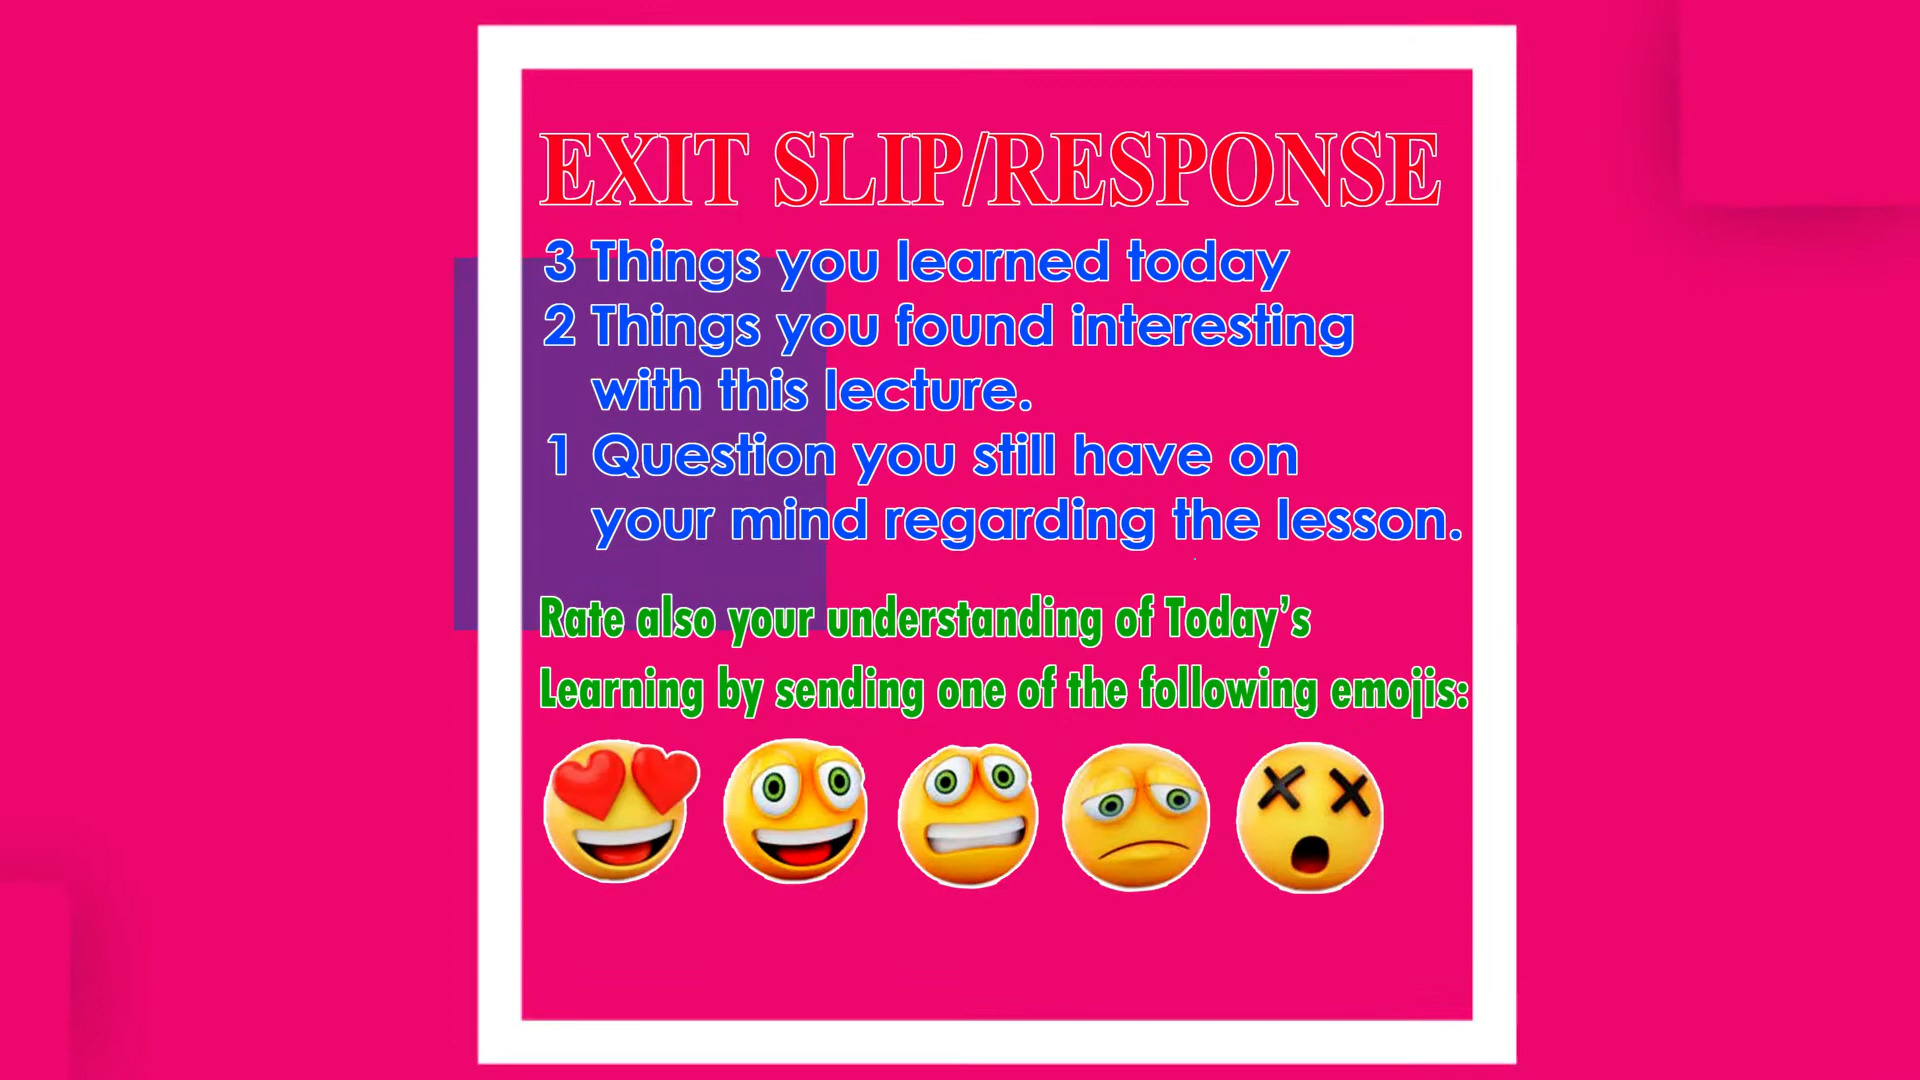 EXIT SLIP/RESPONSE
3 Things you learned today
2 Things you found interesting
with this lecture.
1 Question you still have on
your mind regarding the lesson.
Rate also your understanding of Today's
Learning by sending one of the following emojis: